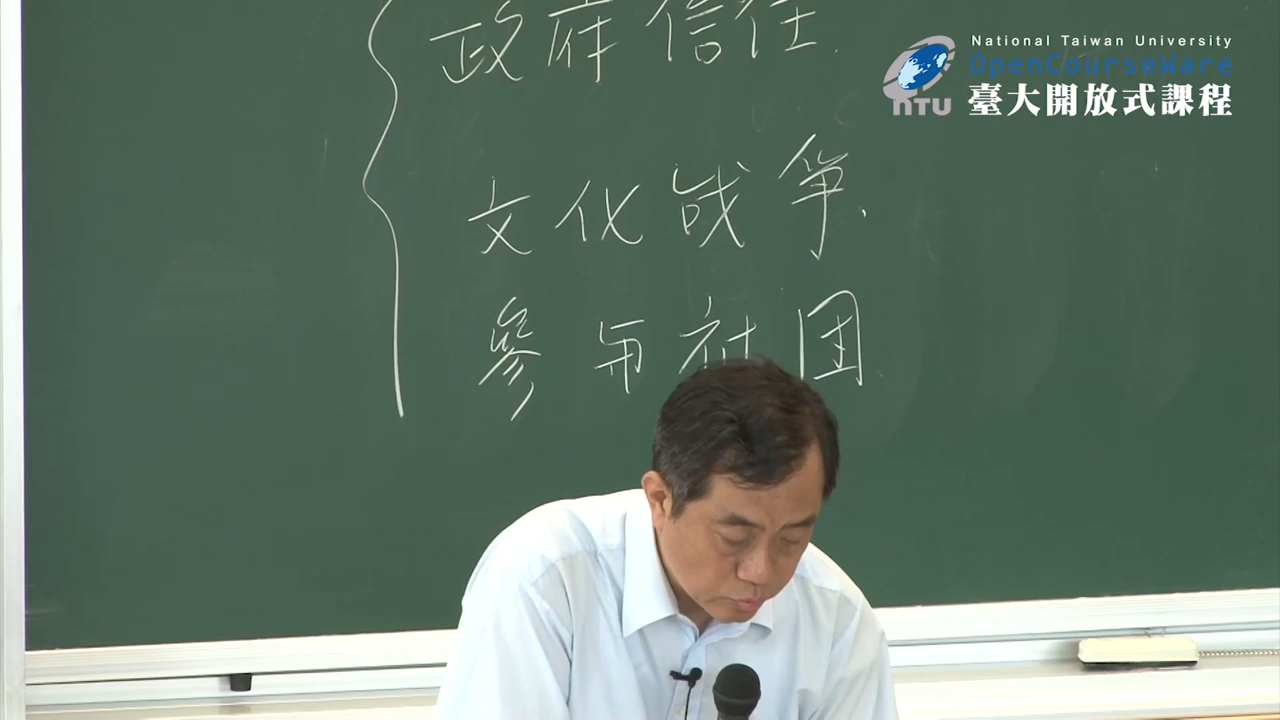 政府信任
文化战爭
參与社团
National Taiwan University
OpenCourseWare
臺大開放式課程
NTU